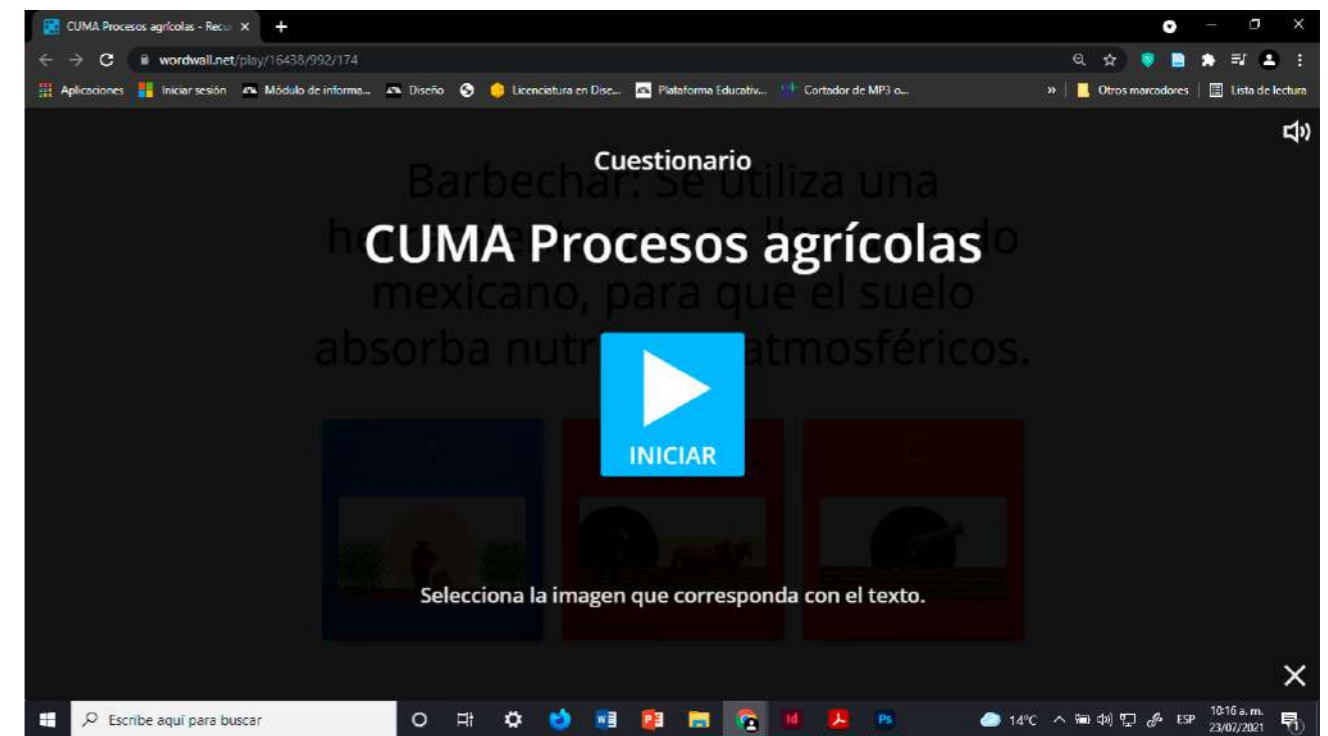 CUMA Procesos agrícolas - Recu
wordwall.net/play/16438/992/174
Aplicaciones Iniciar sesión Módulo de informa... Diseño Licenciatura en Dise... Plataforma Educativ... Cortador de MP3 o... » Otros marcadores Lista de lectura
Cuestionario
Barbechar: Se utiliza una
CUMA Procesos agrícolas
mexicano, para que el suelo
absorba atmosféricos.
INICIAR
A C
Selecciona la imagen que corresponda con el texto.
Escribe aquí para buscar
14°C ESP 10:16 a. m.
23/07/2021